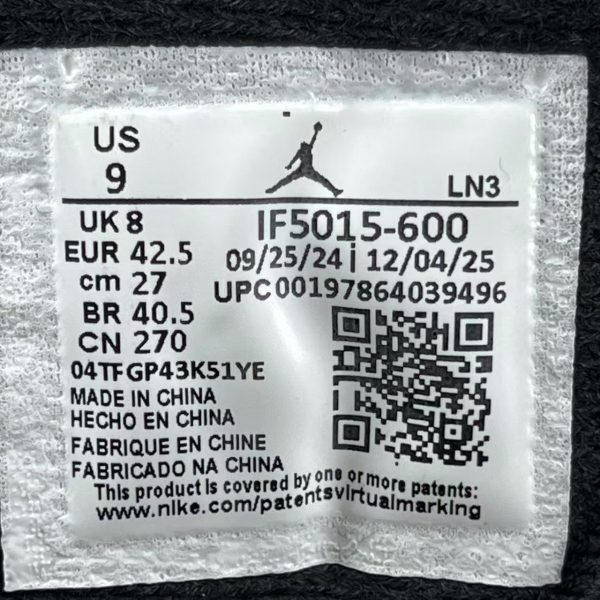 US
9
LN3
UK 8
EUR 42.5
cm 27
BR 40.5
CN 270
IF5015-600
09/25/24 | 12/04/25
UPC00197864039496
04TFGP43K51YE
MADE IN CHINA
HECHO EN CHINA
FABRIQUE EN CHINE
FABRICADO NA CHINA
This product is covered by one or more patents:
www.nike.com/patentsvirtualmarking